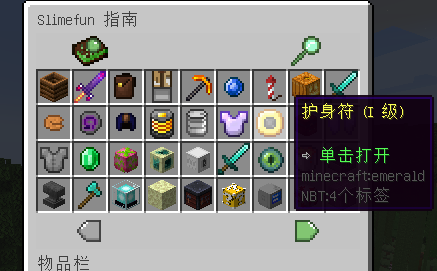 Slimefun 指南
护身符 (I 级)
➩ 单击打开
minecraft:emerald
NBT:4个标签
物品栏